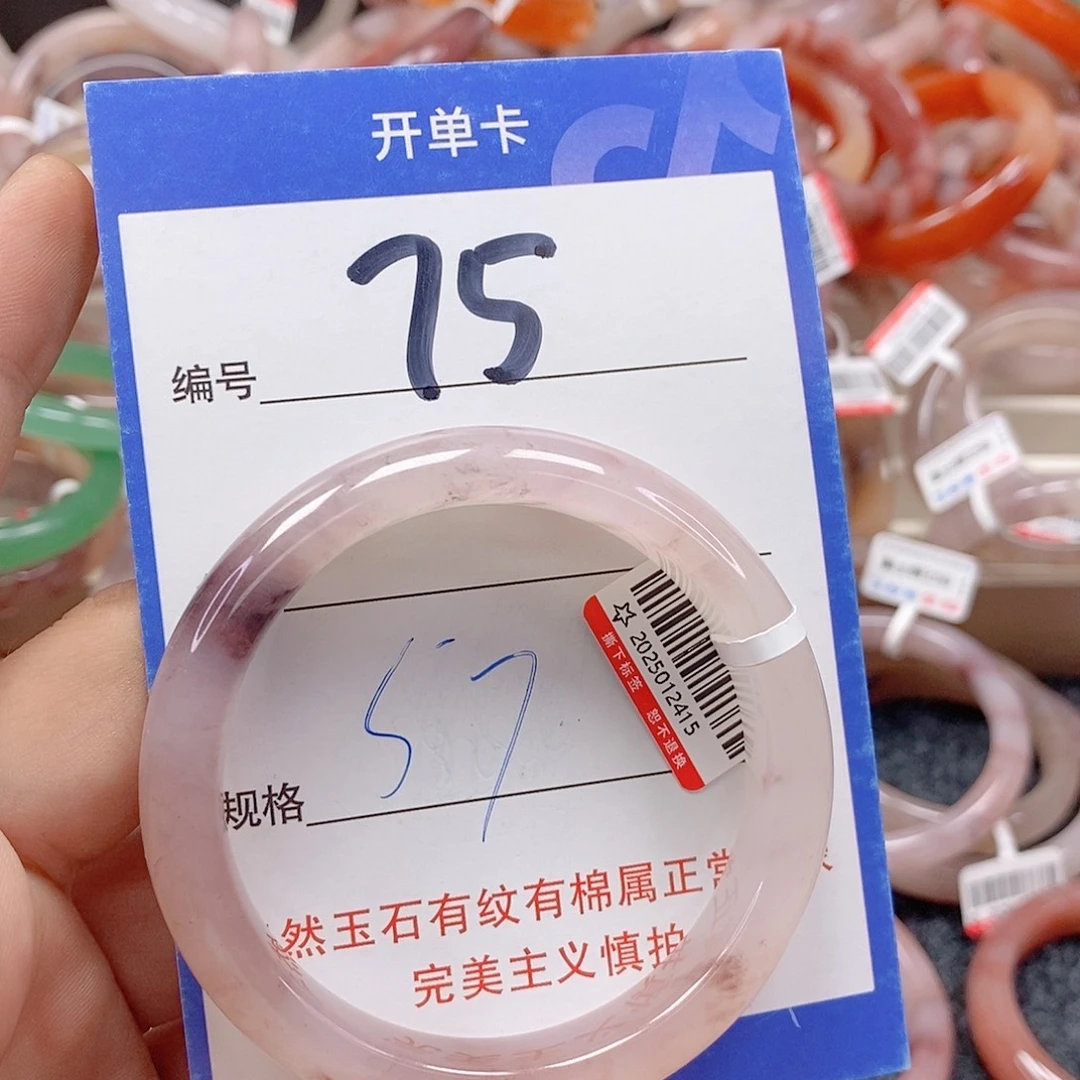 开单卡
75
编号
57
规格
2025012415
撕下标签 恕不退换
然玉石有纹有棉属正常
完美主义慎拍